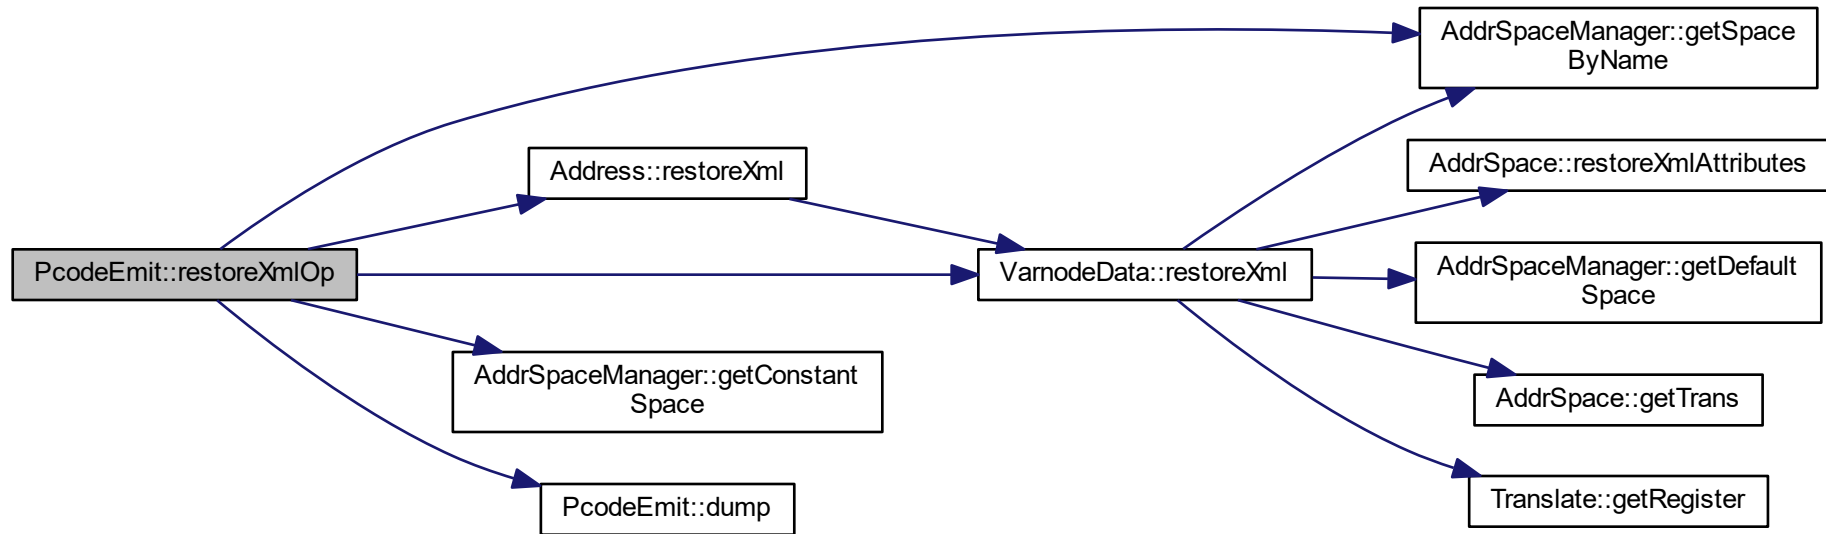 PcodeEmit::restoreXmlOp
Address::restoreXml
AddrSpaceManager::getConstant
Space
PcodeEmit::dump
VarnodeData::restoreXml
AddrSpaceManager::getSpace
ByName
AddrSpace::restoreXmlAttributes
AddrSpaceManager::getDefault
Space
AddrSpace::getTrans
Translate::getRegister